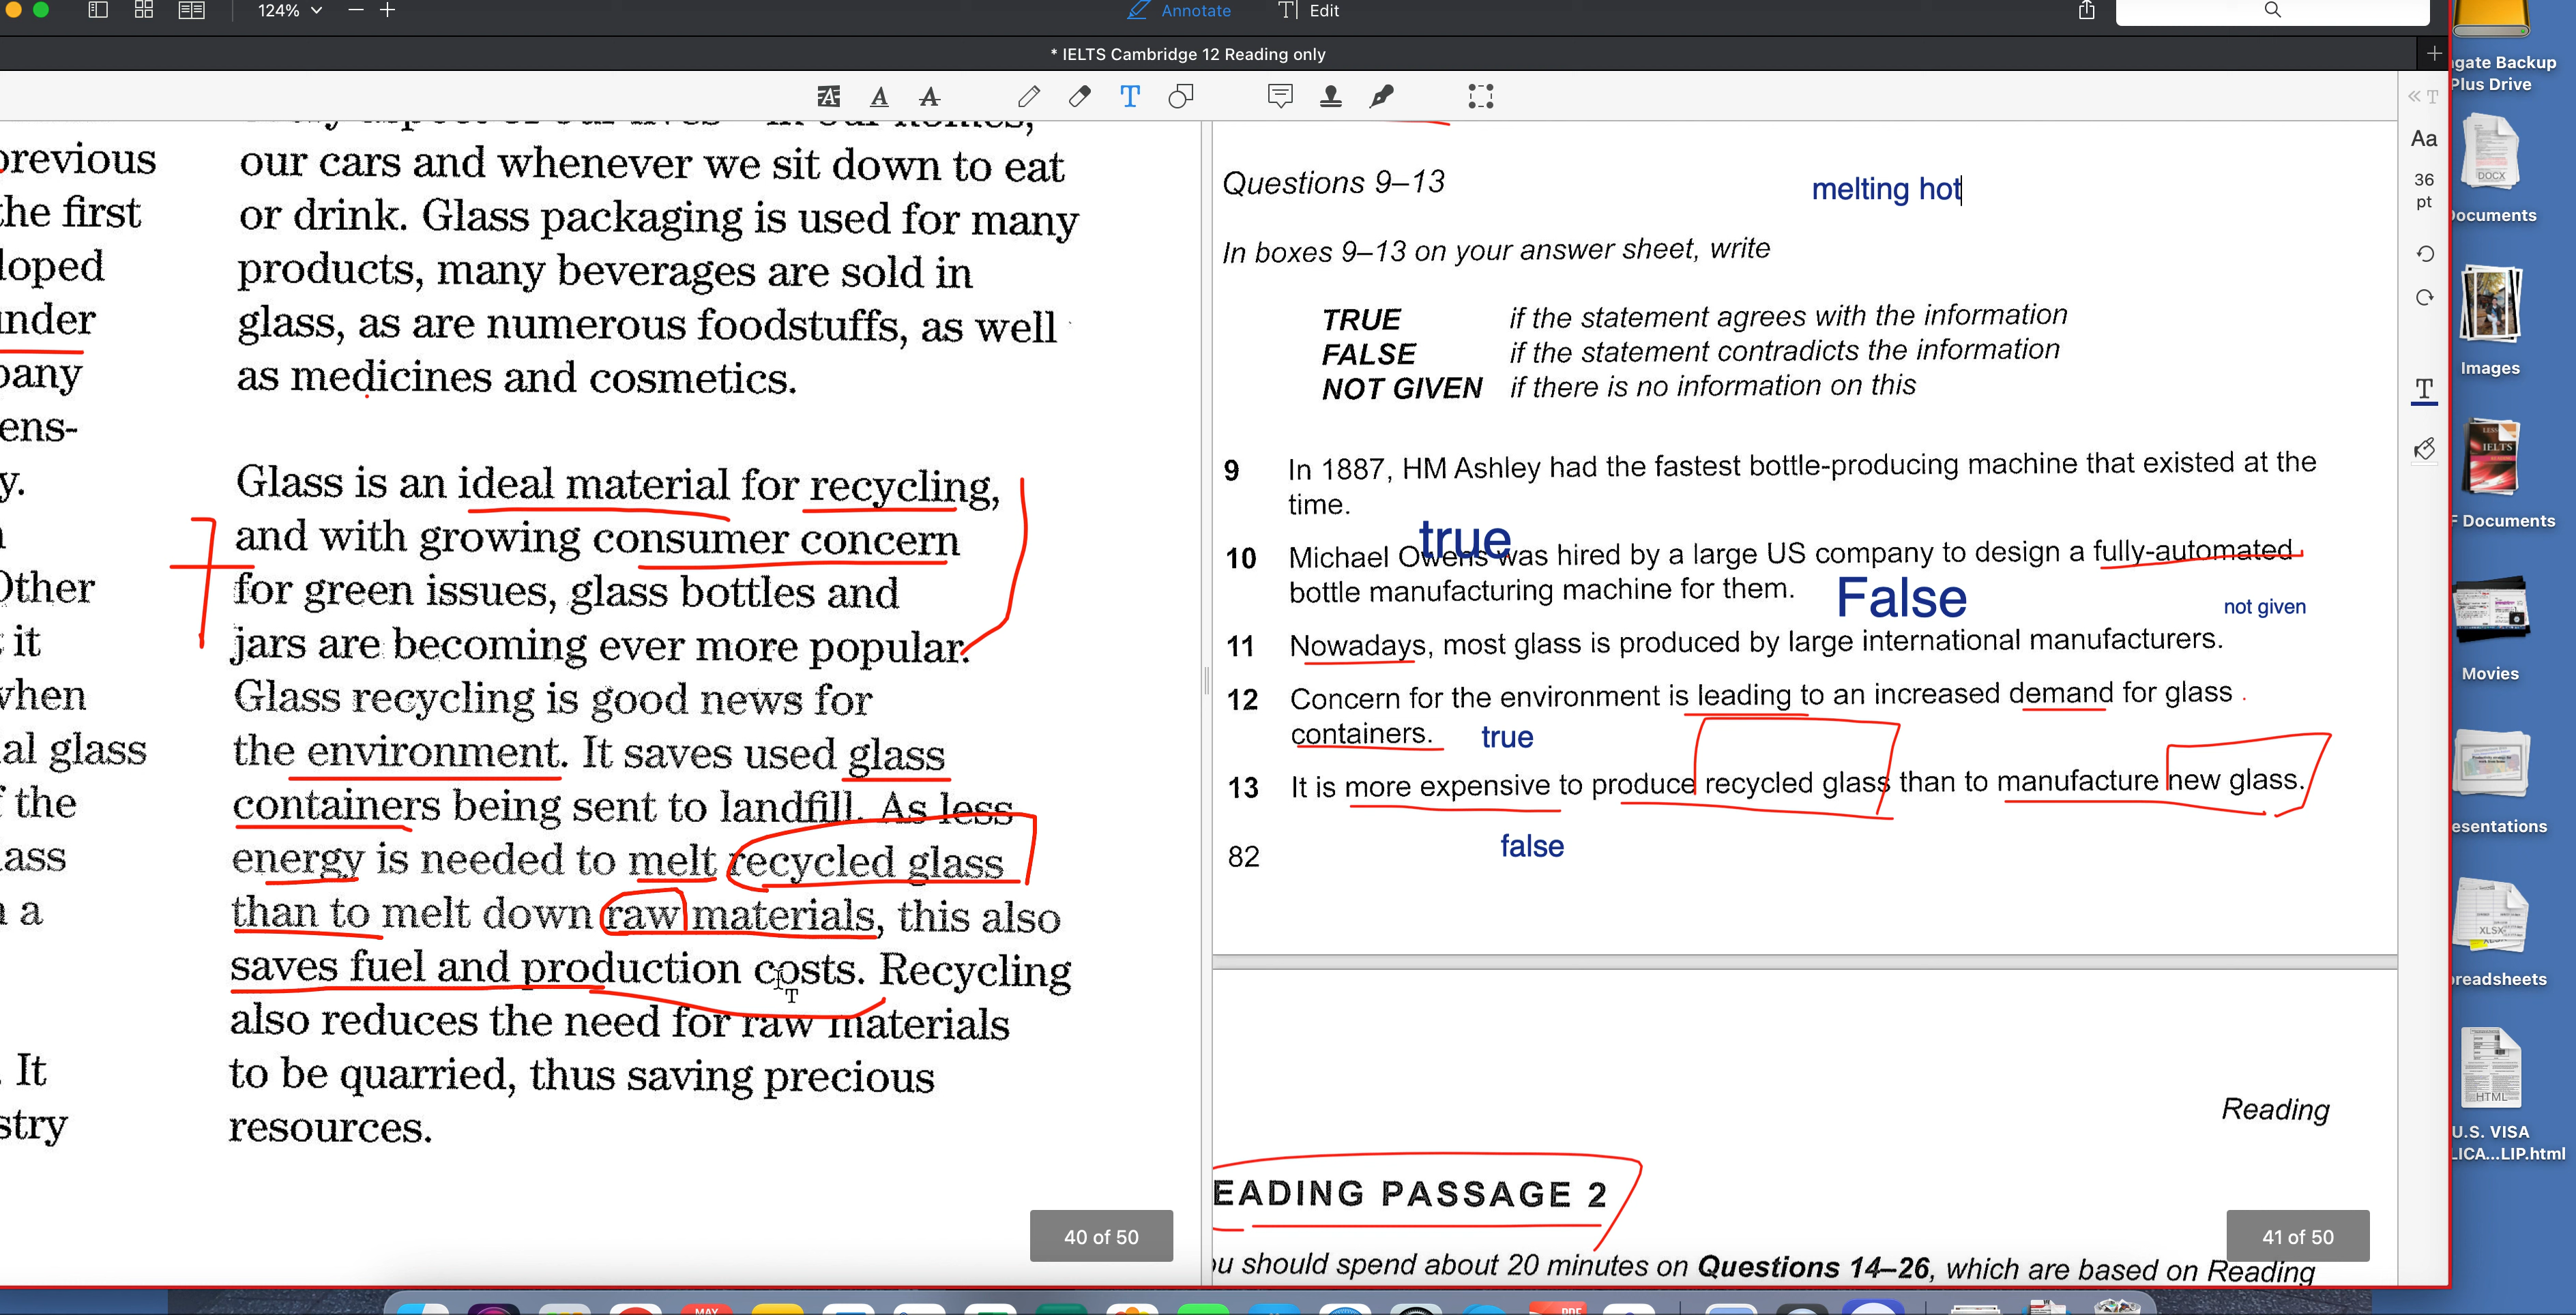 124%
Annotate
Edit
* IELTS Cambridge 12 Reading only
previous
the first
loped
under
pany
ens-
y.
Other
it
when
al glass
the
ass
a
It
stry
our cars and whenever we sit down to eat
or drink. Glass packaging is used for many
products, many beverages are sold in
glass, as are numerous foodstuffs, as well
as medicines and cosmetics.
Glass is an ideal material for recycling,
and with growing consumer concern
for green issues, glass bottles and
jars are becoming ever more popular.
Glass recycling is good news for
the environment. It saves used glass
containers being sent to landfill. As less
energy is needed to melt recycled glass
than to melt down raw materials, this also
saves fuel and production costs. Recycling
also reduces the need for raw materials
to be quarried, thus saving precious
resources.
40 of 50
Questions 9–13
melting hot
In boxes 9–13 on your answer sheet, write
TRUE if the statement agrees with the information
FALSE if the statement contradicts the information
NOT GIVEN if there is no information on this
9 In 1887, HM Ashley had the fastest bottle-producing machine that existed at the
time.
true
10 Michael Owens was hired by a large US company to design a fully-automated
bottle manufacturing machine for them.
False
not given
11 Nowadays, most glass is produced by large international manufacturers.
12 Concern for the environment is leading to an increased demand for glass
containers.
true
13 It is more expensive to produce recycled glass than to manufacture new glass.
false
82
Reading
EADING PASSAGE 2
41 of 50
ou should spend about 20 minutes on Questions 14–26, which are based on Reading
Aa
36
pt
gate Backup
Plus Drive
DOCX
Documents
Images
IELTS
F Documents
Movies
esentations
XLSX
preadsheets
HTML
U.S. VISA
LICA...LIP.html
MAY
PDF